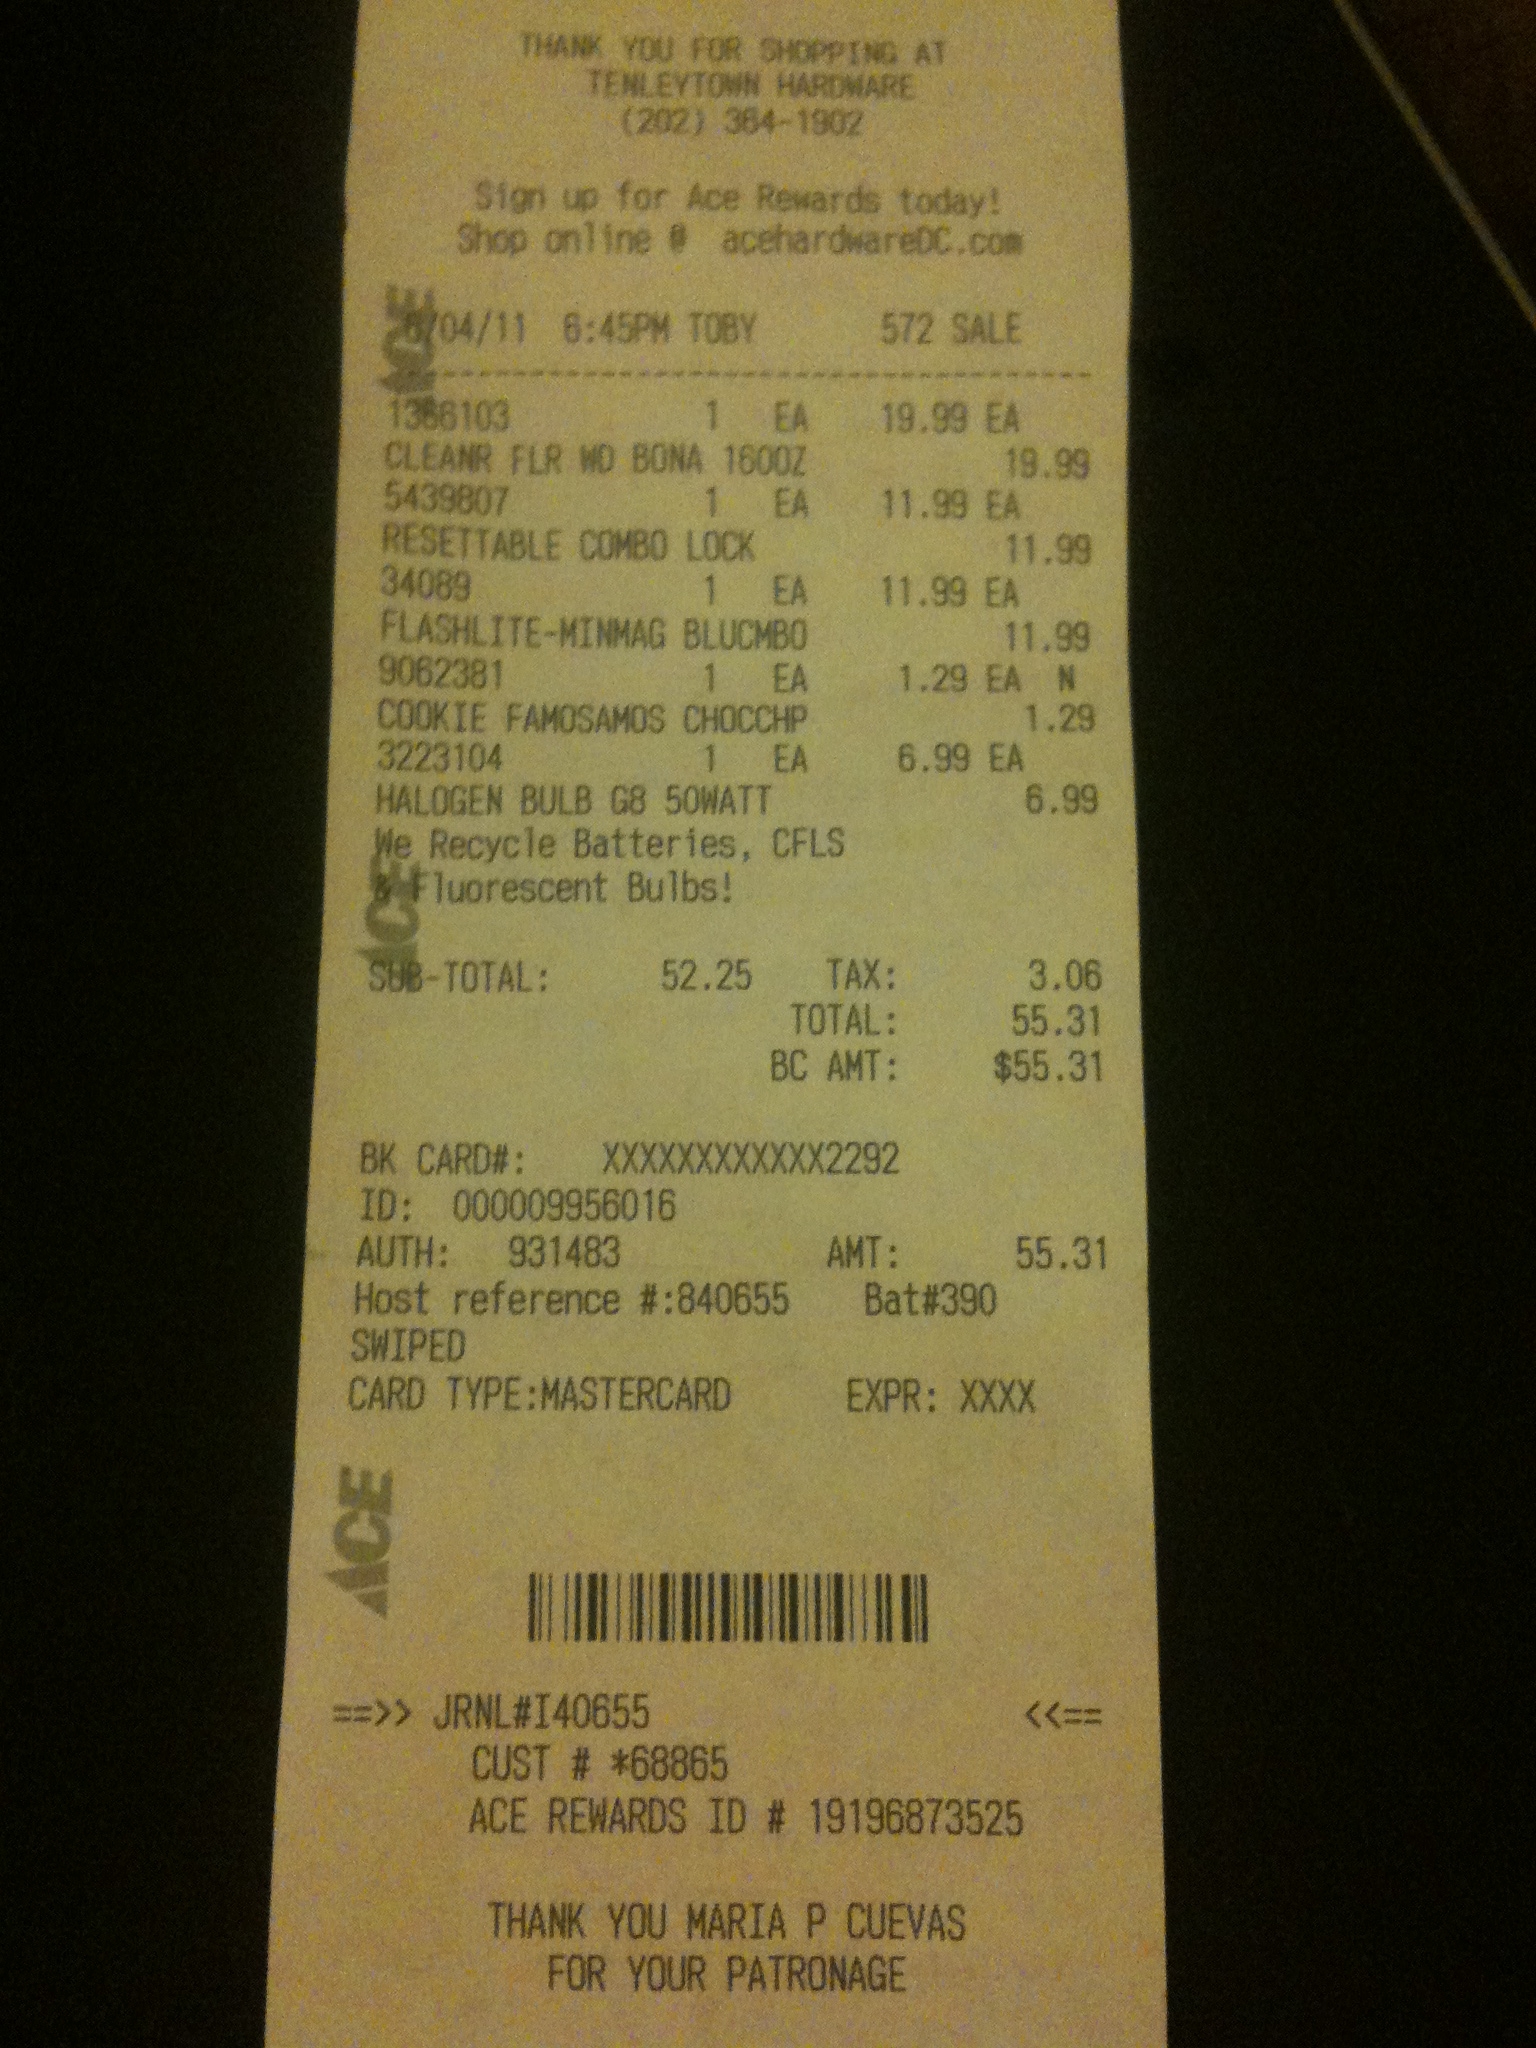 THANK YOU FOR SHOPPING AT
TENLEYTOWN HARDWARE
(202) 364-1902
Sign up for Ace Rewards today!
Shop online @ acehardwareDC.com
ACE
/04/11 6:45PM TOBY 572 SALE
1366103 1 EA 19.99 EA
CLEANR FLR WD BONA 160OZ 19.99
5439807 1 EA 11.99 EA
RESETTABLE COMBO LOCK 11.99
34089 1 EA 11.99 EA
FLASHLITE-MINMAG BLUCMBO 11.99
9062381 1 EA 1.29 EA N
COOKIE FAMOSAMOS CHOCCHP 1.29
3223104 1 EA 6.99 EA
HALOGEN BULB G8 50WATT 6.99
We Recycle Batteries, CFLS
& Fluorescent Bulbs!
ACE
SUB-TOTAL: 52.25 TAX: 3.06
TOTAL: 55.31
BC AMT: $55.31
BK CARD#: XXXXXXXXXXXX2292
ID: 0000995​6016
AUTH: 931483 AMT: 55.31
Host reference #:840655 Bat#390
SWIPED
CARD TYPE:MASTERCARD EXPR: XXXX
ACE
==>> JRNL#I40655 <<==
CUST # *68865
ACE REWARDS ID # 19196873525
THANK YOU MARIA P CUEVAS
FOR YOUR PATRONAGE